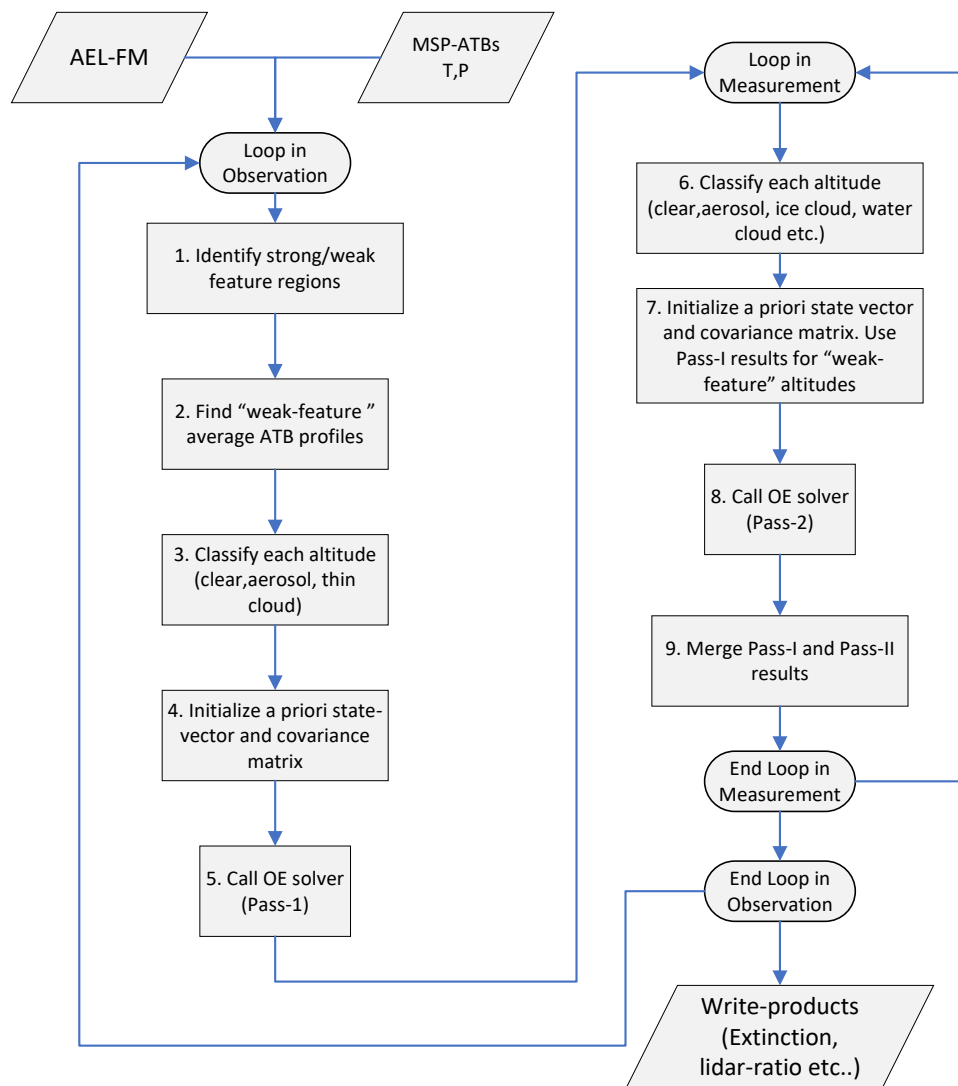 AEL-FM
MSP-ATBs
T,P
Loop in
Observation
1. Identify strong/weak
feature regions
2. Find “weak-feature ”
average ATB profiles
3. Classify each altitude
(clear,aerosol, thin
cloud)
4. Initialize a priori state-
vector and covariance
matrix
5. Call OE solver
(Pass-1)
Loop in
Measurement
6. Classify each altitude
(clear,aerosol, ice cloud, water
cloud etc.)
7. Initialize a priori state vector
and covariance matrix. Use
Pass-I results for “weak-
feature” altitudes
8. Call OE solver
(Pass-2)
9. Merge Pass-I and Pass-II
results
End Loop in
Measurement
End Loop in
Observation
Write-products
(Extinction,
lidar-ratio etc..)